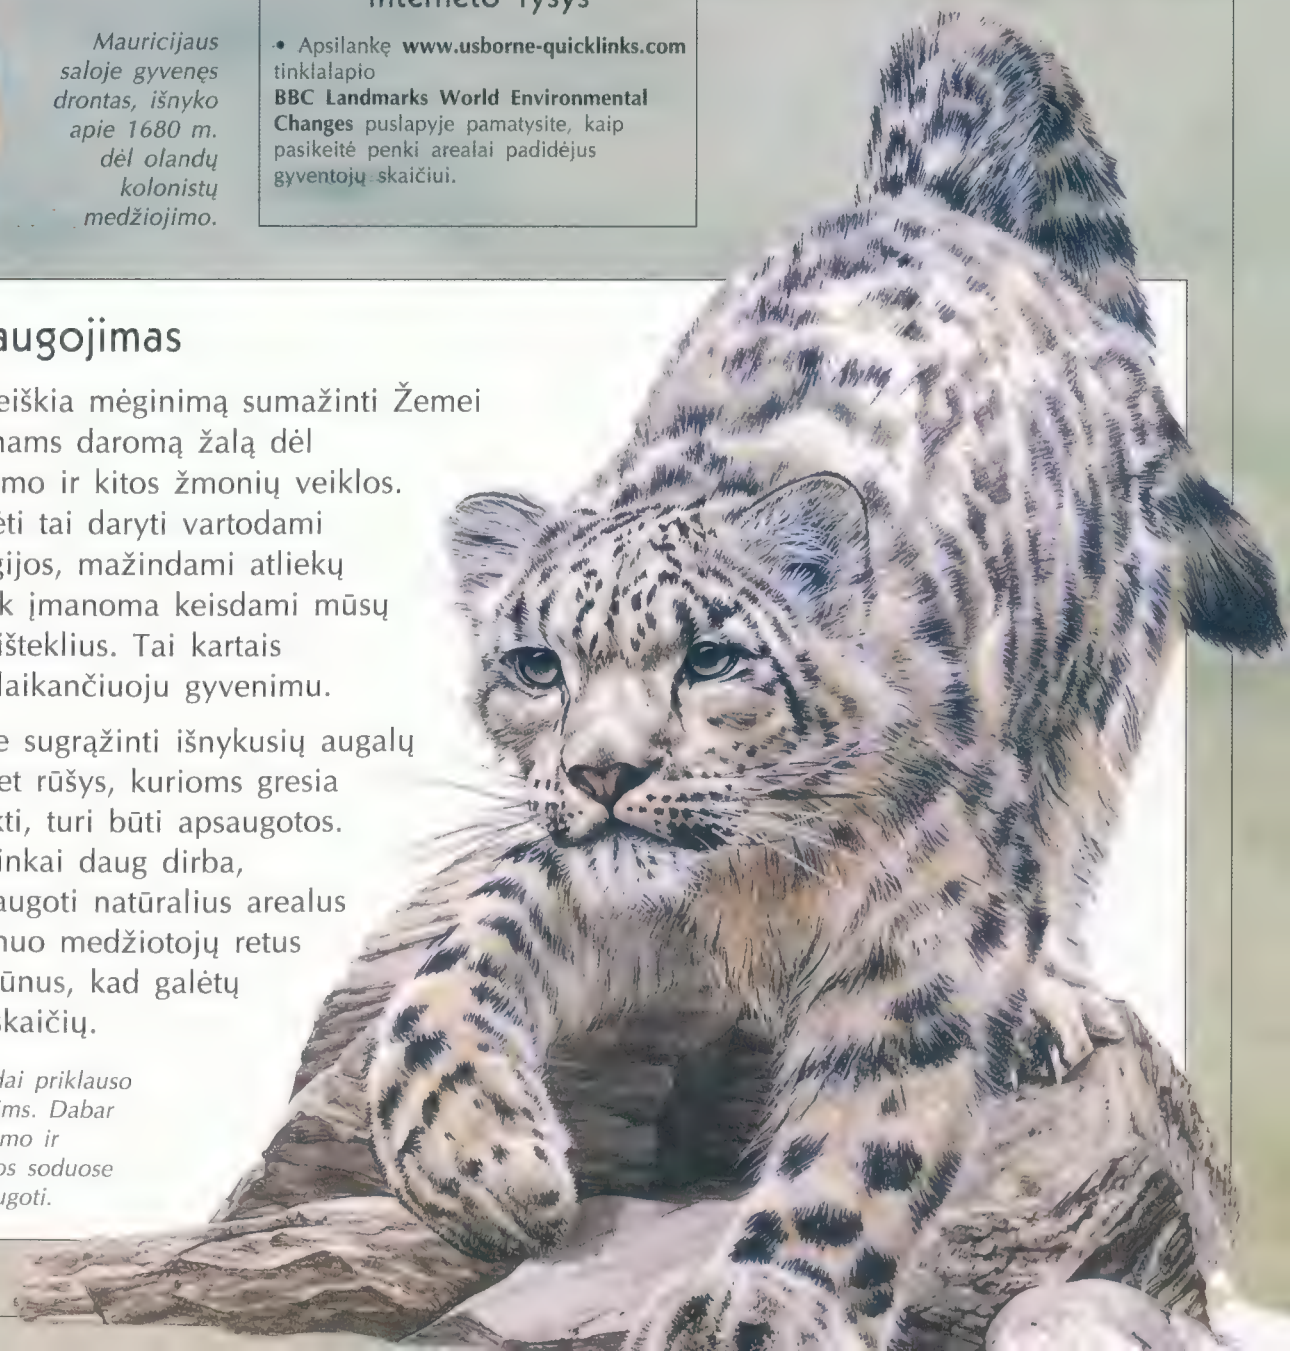 Mauricijaus
saloje gyvenęs
drontas, išnyko
apie 1680 m.
dėl olandų
kolonistų
medžiojimo.
Interneto ryšys
• Apsilankę www.usborne-quicklinks.com
tinklalapio
BBC Landmarks World Environmental
Changes puslapyje pamatysite, kaip
pasikeitė penki arealai padidėjus
gyventojų skaičiui.
augojimas
eiškia mėginimą sumažinti Žemei
nams daromą žalą dėl
mo ir kitos žmonių veiklos.
ėti tai daryti vartodami
gijos, mažindami atliekų
k įmanoma keisdami mūsų
išteklius. Tai kartais
laikančiuoju gyvenimu.
e sugrąžinti išnykusių augalų
et rūšys, kurioms gresia
kti, turi būti apsaugotos.
inkai daug dirba,
augoti natūralius arealus
nuo medžiotojų retus
ūnus, kad galėtų
skaičių.
dai priklauso
ims. Dabar
mo ir
os soduose
ugoti.